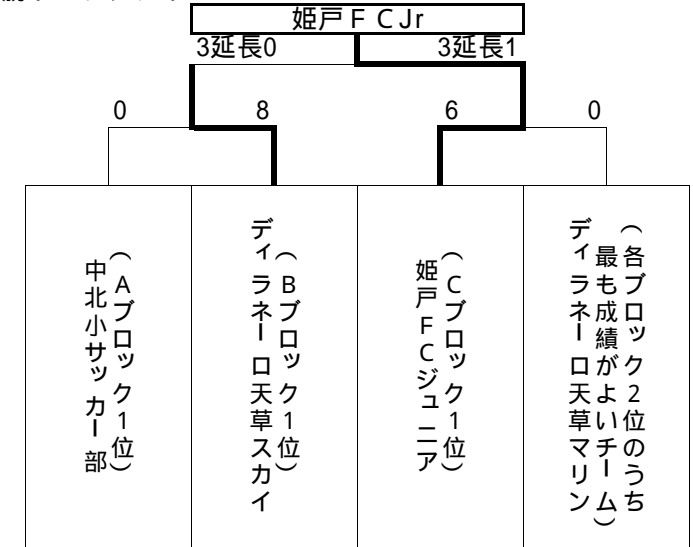 姫戸ＦＣJr
3延長0
3延長1
0
8
6
0
中北小サッカー部
(Aブロック1位)
ディラネーロ天草スカイ
(Bブロック1位)
姫戸FCジュニア
(Cブロック1位)
ディラネーロ天草マリン
(各ブロック2位のうち
最も成績がよいチーム)